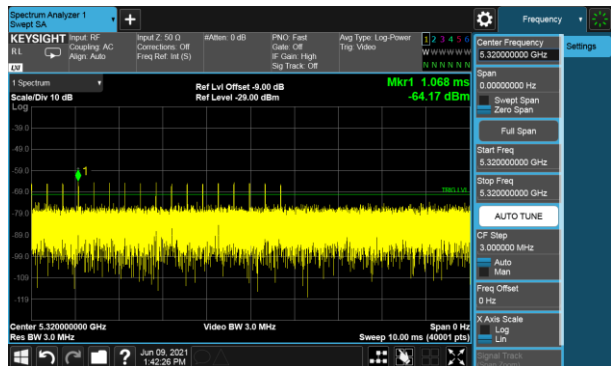 Spectrum Analyzer 1
Swept SA
Frequency
KEYSIGHT
RL
Input: RF
Coupling: AC
Align: Auto
Input Z: 50 Ω
Corrections: Off
Freq Ref: Int (S)
#Atten: 0 dB
PNO: Fast
Gate: Off
IF Gain: High
Sig Track: Off
Avg Type: Log-Power
Trig: Video
1 2 3 4 5 6
W W W W W W
N N N N N N
1 Spectrum
Scale/Div 10 dB
Log
Ref Lvl Offset -9.00 dB
Ref Level -29.00 dBm
Mkr1 1.068 ms
-64.17 dBm
-39.0
-59.0
-69.0
-79.0
-89.0
-99.0
-109
-119
1
TRIG LVL
Center 5.320000000 GHz
Res BW 3.0 MHz
Video BW 3.0 MHz
Span 0 Hz
Sweep 10.00 ms (40001 pts)
Jun 09, 2021
1:42:26 PM
Center Frequency
5.320000000 GHz
Settings
Span
0.00000000 Hz
Swept Span
Zero Span
Full Span
Start Freq
5.320000000 GHz
Stop Freq
5.320000000 GHz
AUTO TUNE
CF Step
3.000000 MHz
Auto
Man
Freq Offset
0 Hz
X Axis Scale
Log
Lin
Signal Track